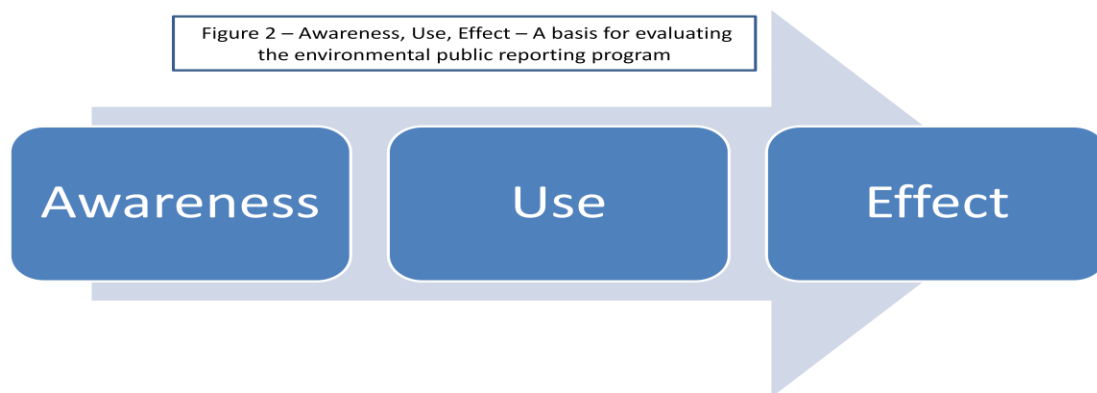 Figure 2 – Awareness, Use, Effect – A basis for evaluating
the environmental public reporting program
Awareness
Use
Effect